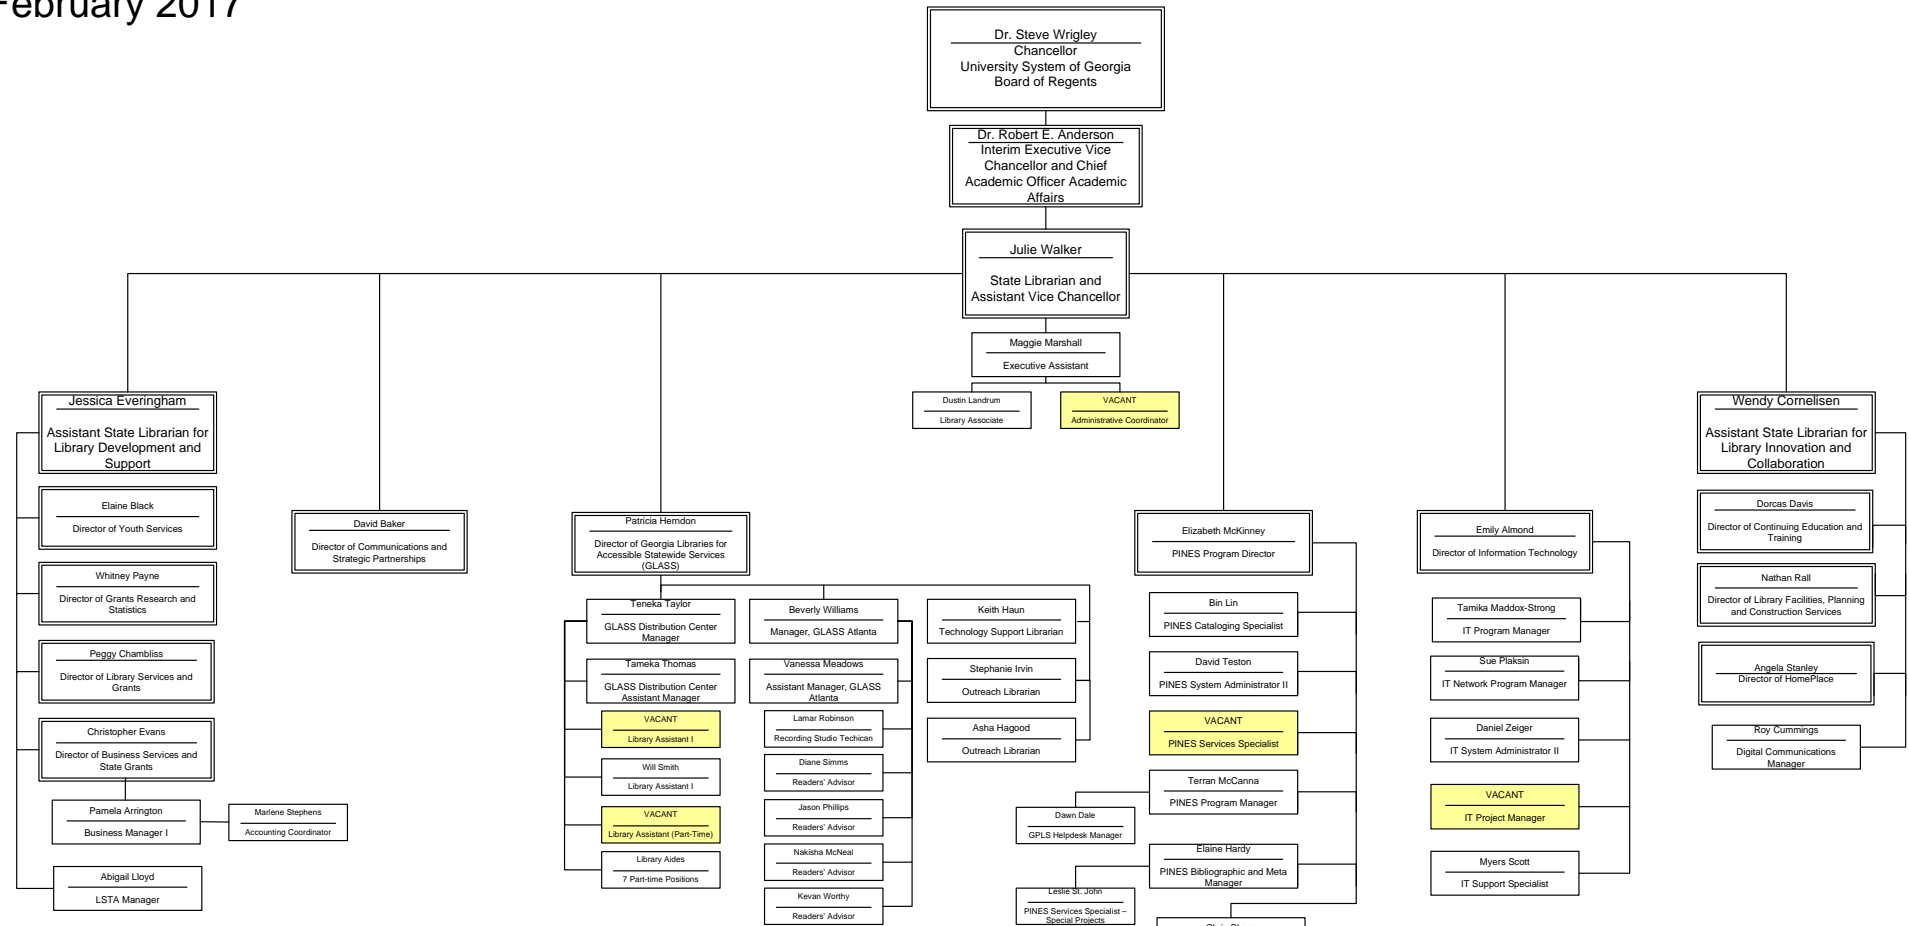 February 2017
Dr. Steve Wrigley
Chancellor
University System of Georgia
Board of Regents
Dr. Robert E. Anderson
Interim Executive Vice
Chancellor and Chief
Academic Officer Academic
Affairs
Julie Walker
State Librarian and
Assistant Vice Chancellor
Maggie Marshall
Executive Assistant
Dustin Landrum
Library Associate
VACANT
Administrative Coordinator
Jessica Everingham
Assistant State Librarian for
Library Development and
Support
Elaine Black
Director of Youth Services
Whitney Payne
Director of Grants Research and
Statistics
Peggy Chambliss
Director of Library Services and
Grants
Christopher Evans
Director of Business Services and
State Grants
Pamela Arrington
Business Manager I
Marlene Stephens
Accounting Coordinator
Abigail Lloyd
LSTA Manager
David Baker
Director of Communications and
Strategic Partnerships
Patricia Herndon
Director of Georgia Libraries for
Accessible Statewide Services
(GLASS)
Teneka Taylor
GLASS Distribution Center
Manager
Tameka Thomas
GLASS Distribution Center
Assistant Manager
VACANT
Library Assistant I
Will Smith
Library Assistant I
VACANT
Library Assistant (Part-Time)
Library Aides
7 Part-time Positions
Beverly Williams
Manager, GLASS Atlanta
Vanessa Meadows
Assistant Manager, GLASS
Atlanta
Lamar Robinson
Recording Studio Techican
Diane Simms
Readers' Advisor
Jason Phillips
Readers' Advisor
Nakisha McNeal
Readers' Advisor
Kevan Worthy
Readers' Advisor
Keith Haun
Technology Support Librarian
Stephanie Irvin
Outreach Librarian
Asha Hagood
Outreach Librarian
Elizabeth McKinney
PINES Program Director
Bin Lin
PINES Cataloging Specialist
David Teston
PINES System Administrator II
VACANT
PINES Services Specialist
Terran McCanna
PINES Program Manager
Dawn Dale
GPLS Helpdesk Manager
Elaine Hardy
PINES Bibliographic and Meta
Manager
Leslie St. John
PINES Services Specialist –
Special Projects
Emily Almond
Director of Information Technology
Tamika Maddox-Strong
IT Program Manager
Sue Plaksin
IT Network Program Manager
Daniel Zeiger
IT System Administrator II
VACANT
IT Project Manager
Myers Scott
IT Support Specialist
Wendy Cornelisen
Assistant State Librarian for
Library Innovation and
Collaboration
Dorcas Davis
Director of Continuing Education and
Training
Nathan Rall
Director of Library Facilities, Planning
and Construction Services
Angela Stanley
Director of HomePlace
Roy Cummings
Digital Communications
Manager